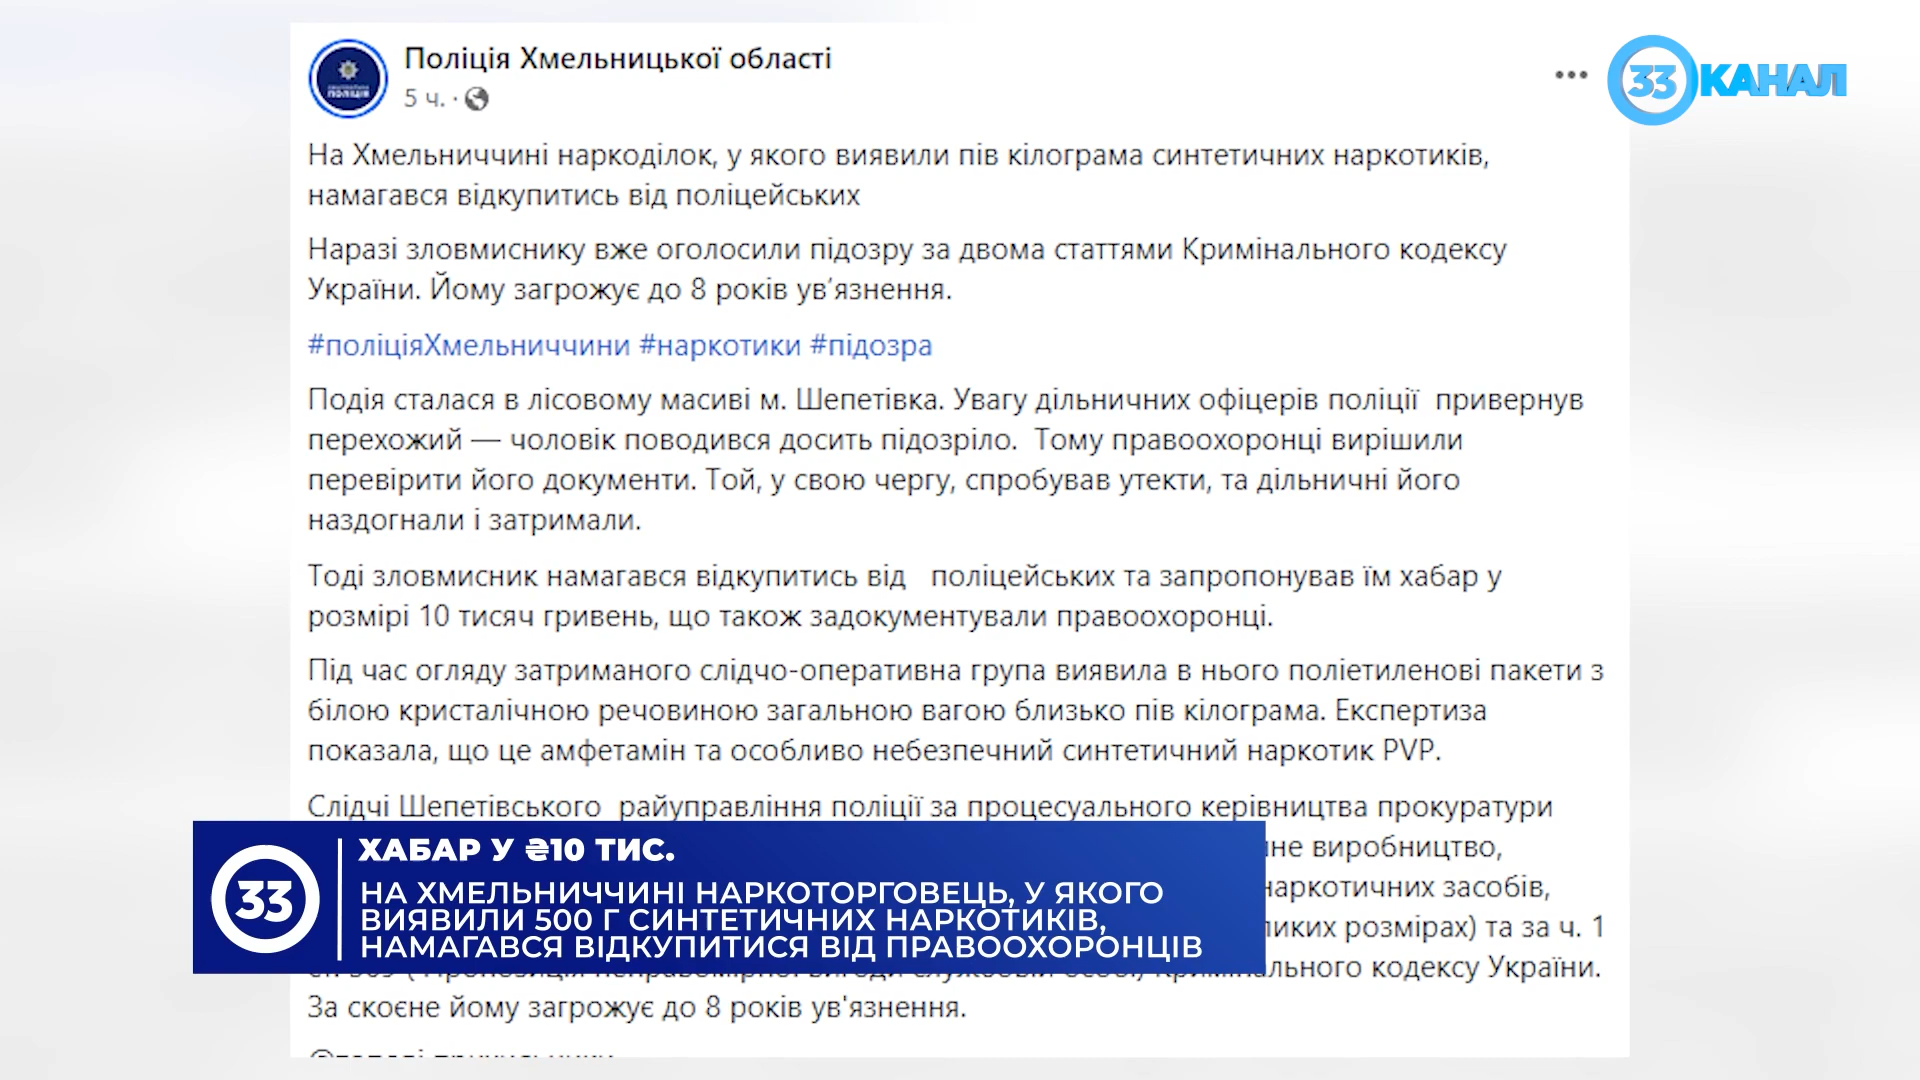 Поліція Хмельницької області
5 ч. ·
33 КАНАЛ
На Хмельниччині наркоділок, у якого виявили пів кілограма синтетичних наркотиків,
намагався відкупитись від поліцейських
Наразі зловмиснику вже оголосили підозру за двома статтями Кримінального кодексу
України. Йому загрожує до 8 років ув’язнення.
#поліціяХмельниччини #наркотики #підозра
Подія сталася в лісовому масиві м. Шепетівка. Увагу дільничних офіцерів поліції привернув
перехожий — чоловік поводився досить підозріло. Тому правоохоронці вирішили
перевірити його документи. Той, у свою чергу, спробував утекти, та дільничні його
наздогнали і затримали.
Тоді зловмисник намагався відкупитись від поліцейських та запропонував їм хабар у
розмірі 10 тисяч гривень, що також задокументували правоохоронці.
Під час огляду затриманого слідчо-оперативна група виявила в нього поліетиленові пакети з
білою кристалічною речовиною загальною вагою близько пів кілограма. Експертиза
показала, що це амфетамін та особливо небезпечний синтетичний наркотик PVP.
Слідчі Шепетівського райуправління поліції за процесуального керівництва прокуратури
виробництво,
наркотичних засобів,
розмірах) та за ч. 1
Кримінального кодексу України.
За скоєне йому загрожує до 8 років ув'язнення.
33
ХАБАР У ₴10 ТИС.
НА ХМЕЛЬНИЧЧИНІ НАРКОТОРГОВЕЦЬ, У ЯКОГО
ВИЯВИЛИ 500 Г СИНТЕТИЧНИХ НАРКОТИКІВ,
НАМАГАВСЯ ВІДКУПИТИСЯ ВІД ПРАВООХОРОНЦІВ